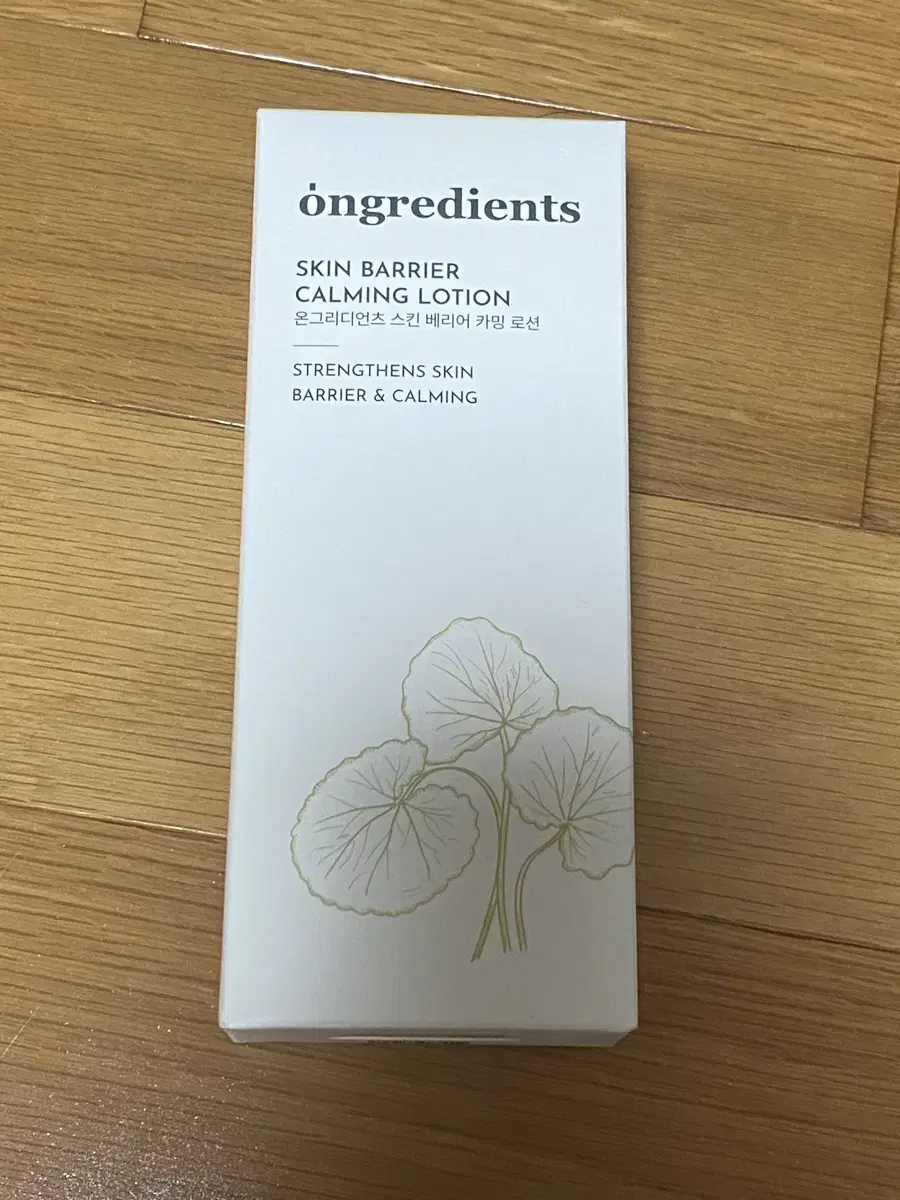 ongredients
SKIN BARRIER
CALMING LOTION
온그리디언츠 스킨 베리어 카밍 로션
STRENGTHENS SKIN
BARRIER & CALMING